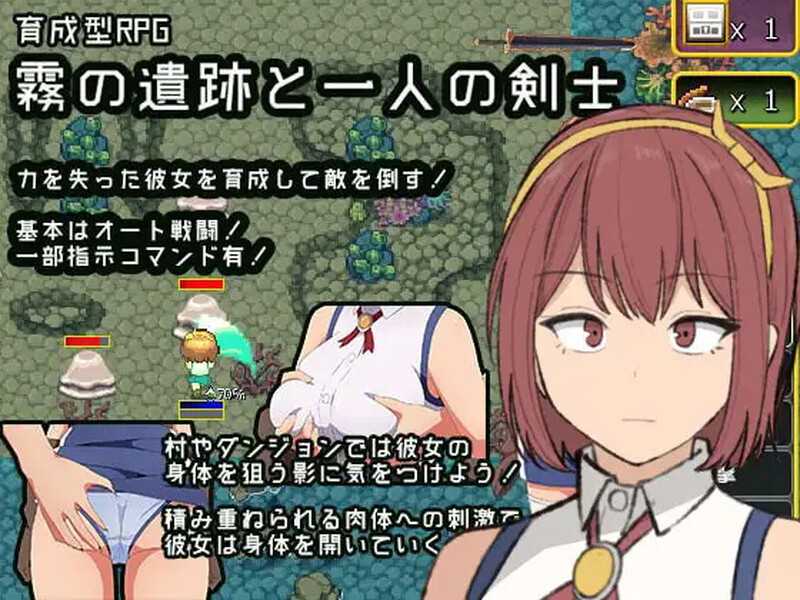 育成型RPG
霧の遺跡と一人の剣士
x 1
x 1
力を失った彼女を育成して敵を倒す！
基本はオート戦闘！
一部指示コマンド有！
村やダンジョンでは彼女の
身体を狙う影に気をつけよう！
積み重ねられる肉体への刺激で
彼女は身体を開いていく